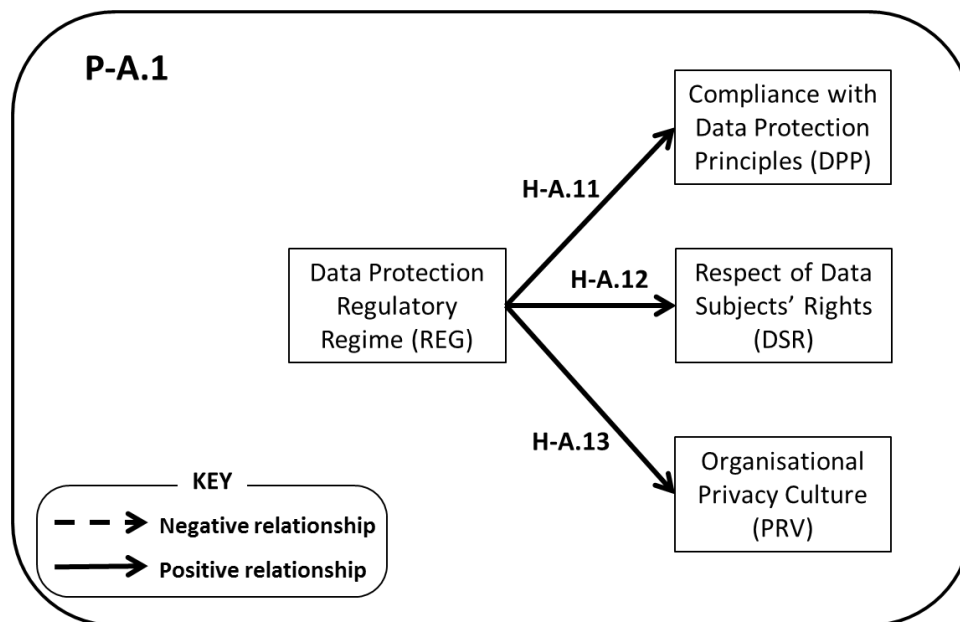 P-A.1
Compliance with
Data Protection
Principles (DPP)
H-A.11
Data Protection
Regulatory
Regime (REG)
H-A.12
Respect of Data
Subjects’ Rights
(DSR)
H-A.13
Organisational
Privacy Culture
(PRV)
KEY
Negative relationship
Positive relationship